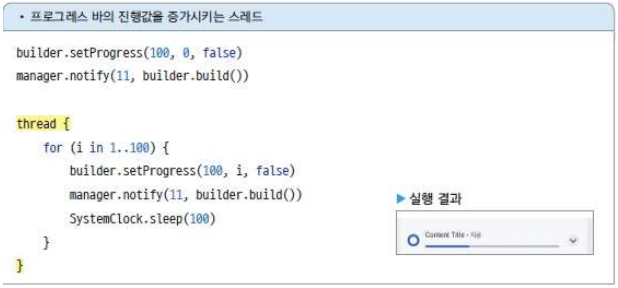 • 프로그레스 바의 진행값을 증가시키는 스레드
builder.setProgress(100, 0, false)
manager.notify(11, builder.build())
thread {
for (i in 1..100) {
builder.setProgress(100, i, false)
manager.notify(11, builder.build())
SystemClock.sleep(100)
}
}
▶ 실행 결과
Content Title • 지금